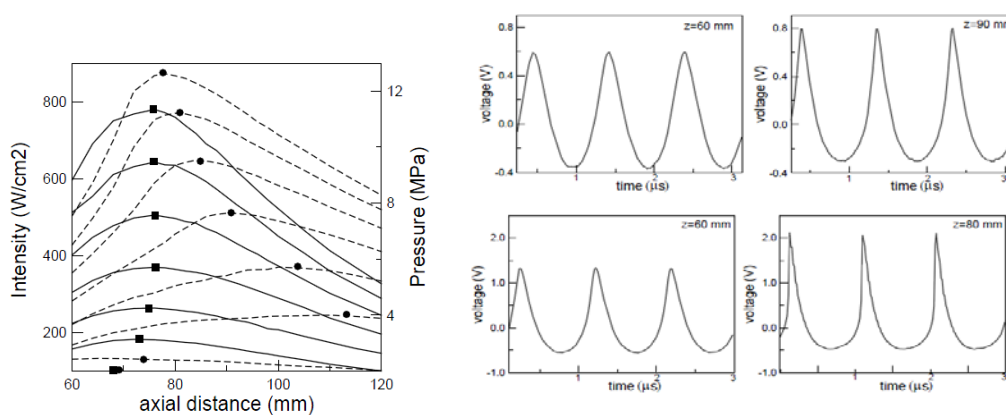 Intensity (W/cm2)
800
600
400
200
60
80
100
120
axial distance (mm)
12
8
4
Pressure (MPa)
z=60 mm
voltage (V)
0.8
0.4
0.0
-0.4
1
2
3
time (μs)
z=90 mm
voltage (V)
0.8
0.4
0.0
-0.4
1
2
3
time (μs)
z=60 mm
voltage (V)
2.0
1.0
0.0
-1.0
1
2
3
time (μs)
z=80 mm
voltage (V)
2.0
1.0
0.0
-1.0
1
2
3
time (μs)